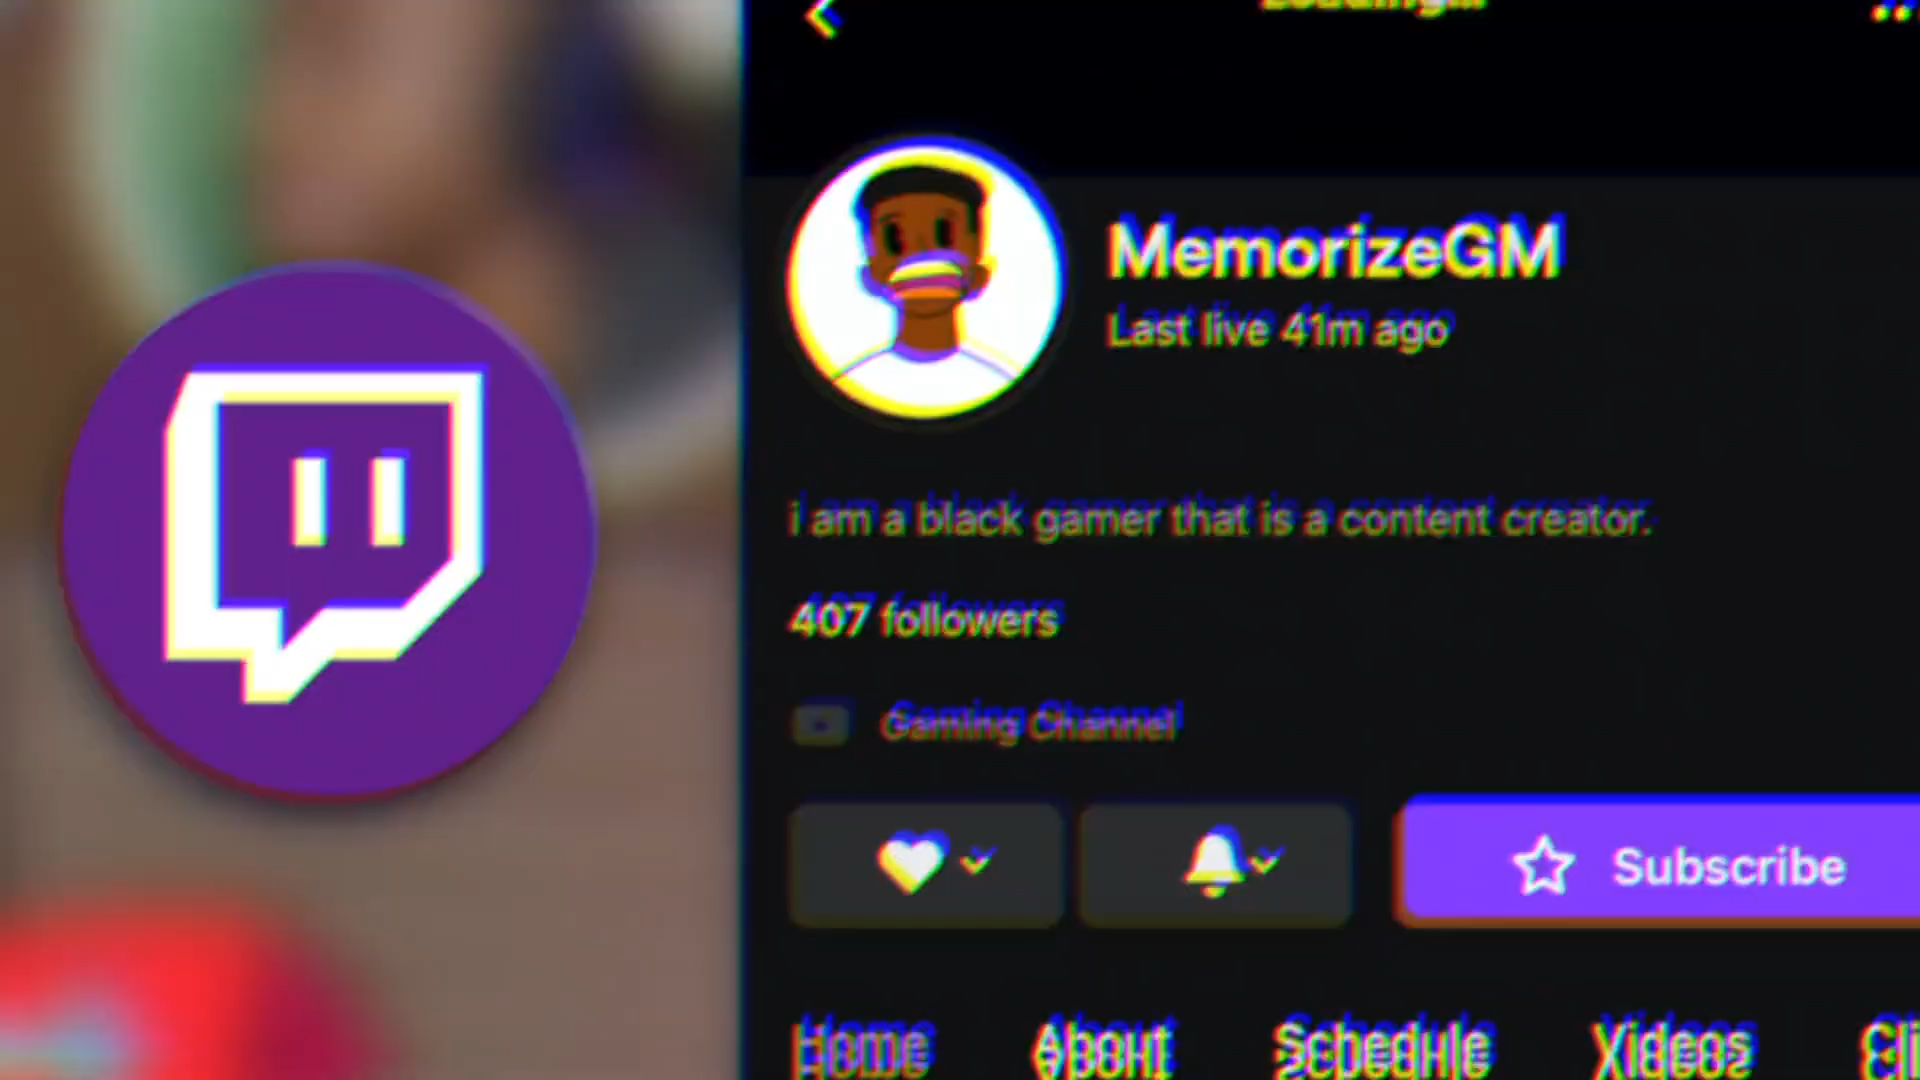 MemorizeGM
Last live 41m ago
i am a black gamer that is a content creator.
407 followers
Gaming Channel
Subscribe
Home About Schedule Videos